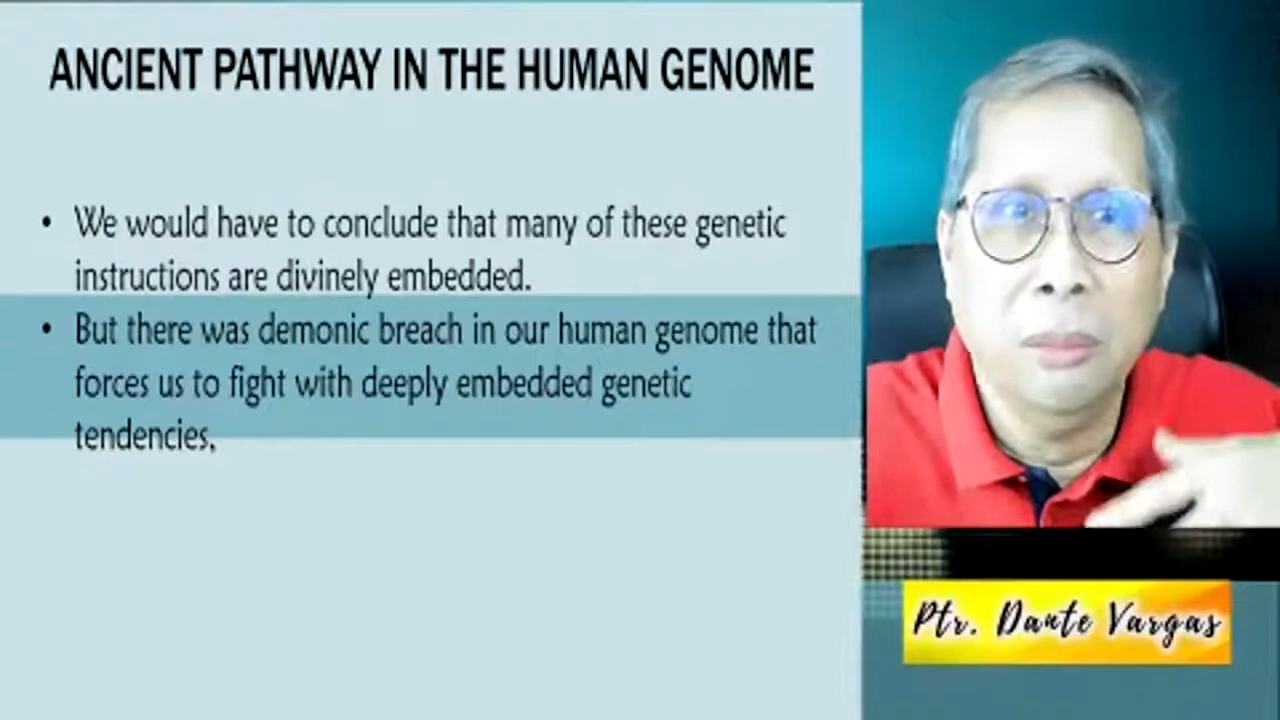 ANCIENT PATHWAY IN THE HUMAN GENOME
• We would have to conclude that many of these genetic
instructions are divinely embedded.
• But there was demonic breach in our human genome that
forces us to fight with deeply embedded genetic
tendencies,
Ptr. Dante Vargas